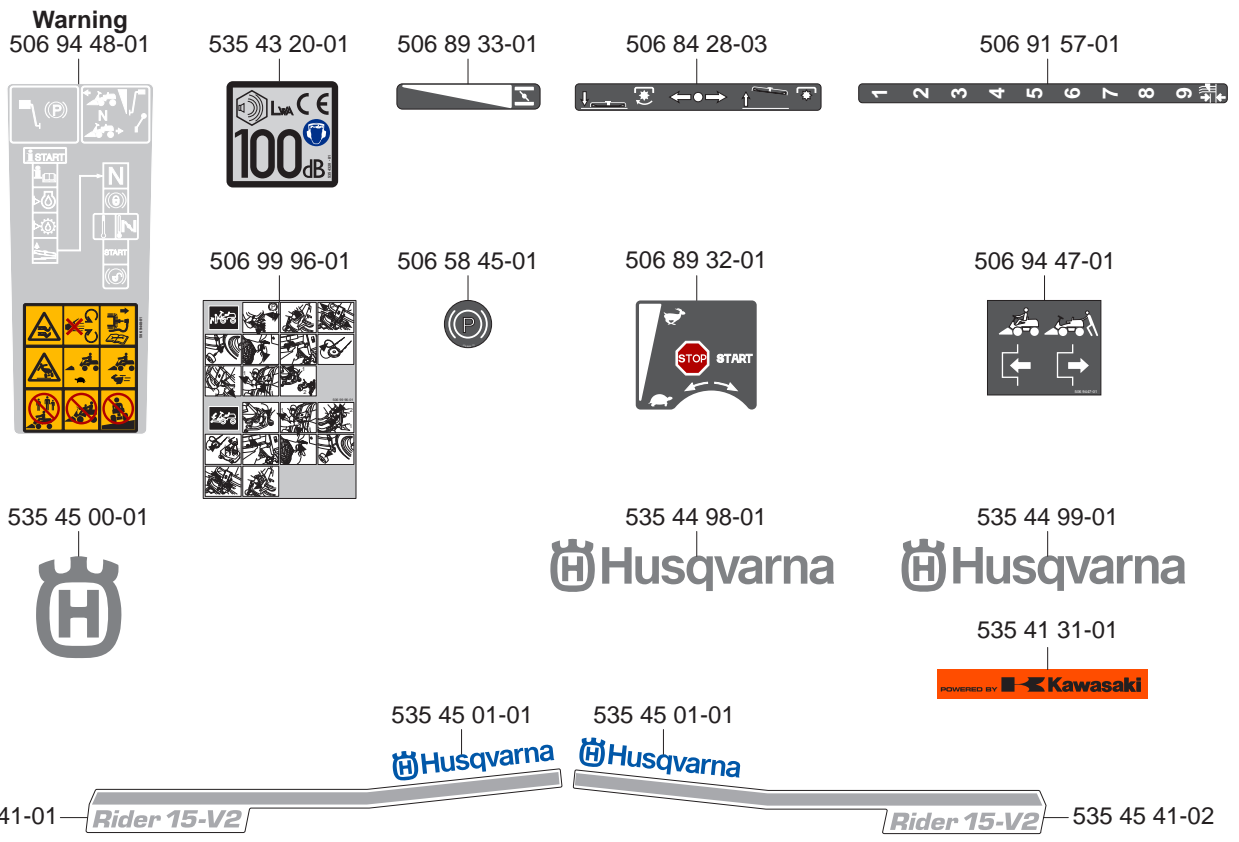 Warning
506 94 48-01
535 43 20-01
506 89 33-01
506 84 28-03
506 91 57-01
(P)
N
LWA CE
100 dB
1 2 3 4 5 6 7 8 9
START
N
START
506 99 96-01
506 58 45-01
506 89 32-01
506 94 47-01
P
STOP START
535 45 00-01
535 44 98-01
535 44 99-01
H
H Husqvarna
H Husqvarna
535 41 31-01
POWERED BY Kawasaki
535 45 01-01
535 45 01-01
H Husqvarna
H Husqvarna
41-01
Rider 15-V2
Rider 15-V2
535 45 41-02